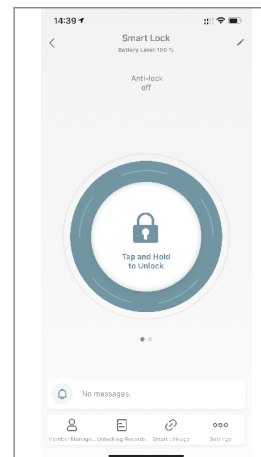 14:39
Smart Lock
Battery Level:100 %
Anti-lock
off
Tap and Hold
to Unlock
No messages.
Member Manage... Unlocking Records Smart Linkage Settings